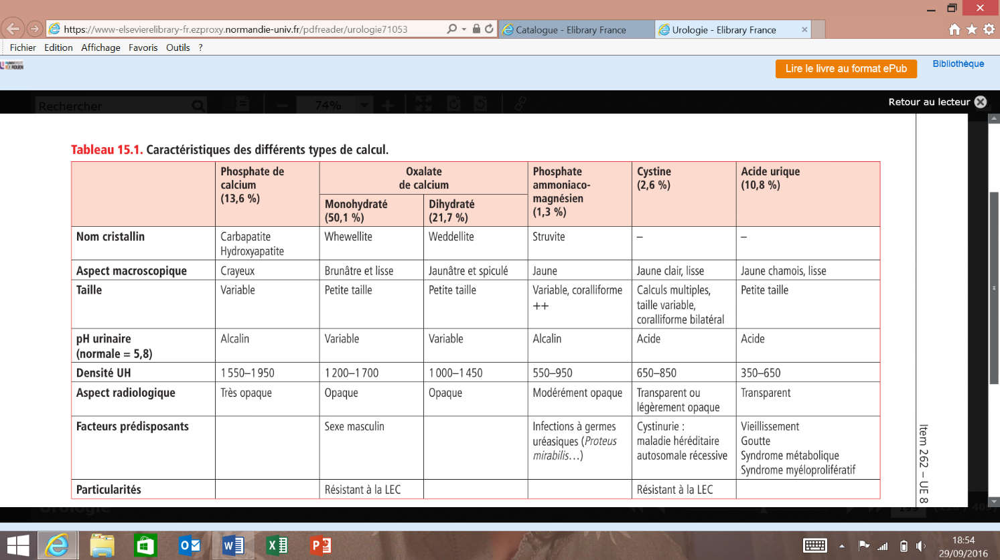 https://www-elsevierelibrary-fr.ezproxy.normandie-univ.fr/pdfreader/urologie71053
Catalogue - Elibrary France
Urologie - Elibrary France
Fichier Edition Affichage Favoris Outils ?
Lire le livre au format ePub
Bibliothèque
Rechercher
74%
Retour au lecteur
Tableau 15.1. Caractéristiques des différents types de calcul.
Phosphate de calcium (13,6 %) Oxalate de calcium Phosphate ammoniaco-magnésien (1,3 %) Cystine (2,6 %) Acide urique (10,8 %)
Monohydraté (50,1 %) Dihydraté (21,7 %)
Nom cristallin Carbapatite Hydroxyapatite Whewellite Weddellite Struvite – –
Aspect macroscopique Crayeux Brunâtre et lisse Jaunâtre et spiculé Jaune Jaune clair, lisse Jaune chamois, lisse
Taille Variable Petite taille Petite taille Variable, coralliforme ++ Calculs multiples, taille variable, coralliforme bilatéral Petite taille
pH urinaire (normale = 5,8) Alcalin Variable Variable Alcalin Acide Acide
Densité UH 1 550–1 950 1 200–1 700 1 000–1 450 550–950 650–850 350–650
Aspect radiologique Très opaque Opaque Opaque Modérément opaque Transparent ou légèrement opaque Transparent
Facteurs prédisposants Sexe masculin Infections à germes uréasiques (Proteus mirabilis…) Cystinurie : maladie héréditaire autosomale récessive Vieillissement Goutte Syndrome métabolique Syndrome myéloprolifératif
Particularités Résistant à la LEC Résistant à la LEC
Item 262 – UE 8
Urologie
18:54
29/09/2016